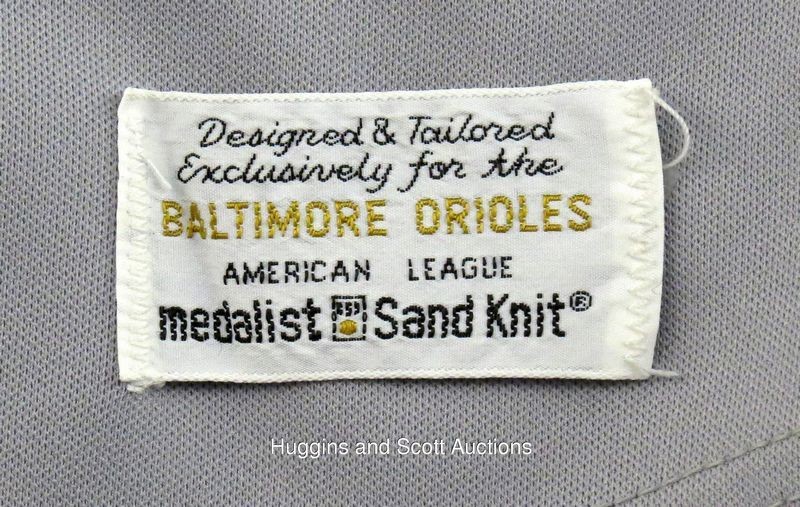 Designed & Tailored
Exclusively for the
BALTIMORE ORIOLES
AMERICAN LEAGUE
medalist Sand Knit®
Huggins and Scott Auctions